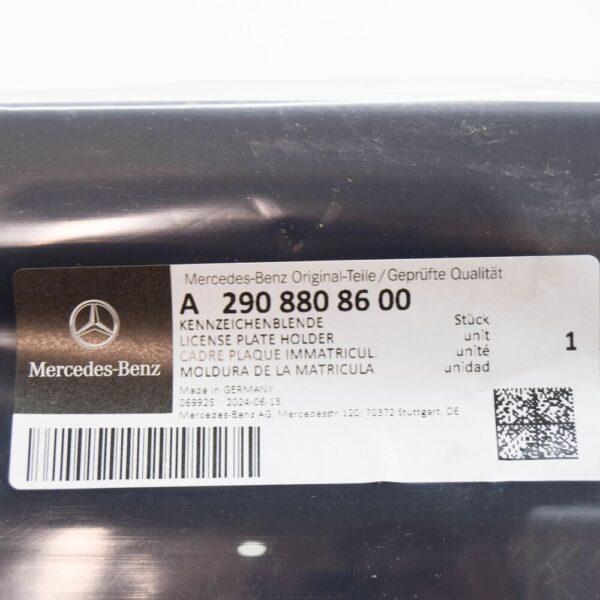 Mercedes-Benz Original-Teile/Geprüfte Qualität
A 290 880 86 00
KENNZEICHENBLENDE Stück
LICENSE PLATE HOLDER unit 1
CADRE PLAQUE IMMATRICUL. unité
MOLDURA DE LA MATRICULA unidad
Mercedes-Benz
Made in GERMANY
069925 2024-06-13
Mercedes-Benz AG, Mercedesstr 120, 70372 Stuttgart, DE